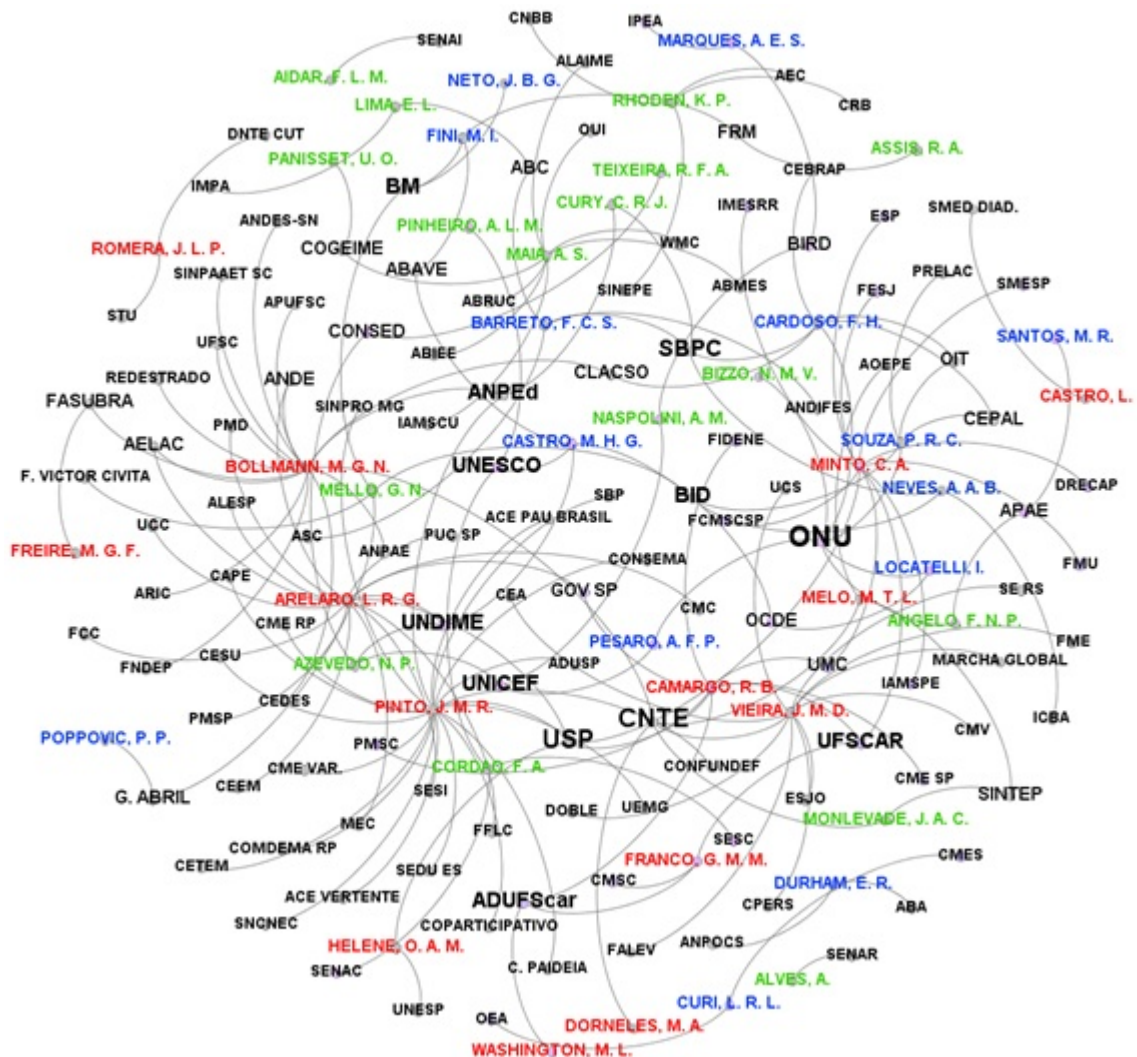 CNBB
IPEA
SENAI
MARQUES, A. E. S.
ALAIME
AIDAR, F. L. M.
NETO, J. B. G.
AEC
LIMA, E. L.
RHODEN, K. P.
CRB
DNTE CUT
FINI, M. I.
OUI
FRM
ASSIS, R. A.
PANISSET, U. O.
ABC
TEIXEIRA, R. F. A.
CEBRAP
IMPA
BM
CURY, C. R. J.
IMESRR
ESP
SMED DIAD.
ANDES-SN
PINHEIRO, A. L. M.
ROMERA, J. L. P.
COGEIME
MAIA, A. S.
WMC
BIRD
SINPAAET SC
ABAVE
PRELAC
ABRUC
SINEPE
ABMES
FESJ
SMESP
STU
APUFSC
CONSED
BARRETO, F. C. S.
CARDOSO, F. H.
SANTOS, M. R.
UFSC
ABIEE
SBPC
REDESTRADO
ANDE
CLACSO
BIZZO, N. M. V.
AOEPE
OIT
FASUBRA
SINPRO MG
ANPEd
CASTRO, L.
PMD
IAMSCU
NASPOLINI, A. M.
ANDIFES
CEPAL
AELAC
CASTRO, M. H. G.
FIDENE
SOUZA, P. R. C.
F. VICTOR CIVITA
BOLLMANN, M. G. N.
UNESCO
MINTO, C. A.
MELLO, G. N.
BID
UCS
NEVES, A. A. B.
DRECAP
ALESP
SBP
APAE
UCC
ACE PAU BRASIL
FCMSCSP
ASC
PUC SP
ONU
FREIRE, M. G. F.
ANPAE
CONSEMA
FMU
CAPE
LOCATELLI, I.
ARIC
ARELARO, L. R. G.
CEA
GOV SP
MELO, M. T. L.
SE RS
CME RP
UNDIME
CMC
OCDE
ANGELO, F. N. P.
FCC
PESARO, A. F. P.
FME
FNDEP
CESU
AZEVEDO, N. P.
ADUSP
UMC
MARCHA GLOBAL
UNICEF
CAMARGO, R. B.
IAMSPE
CEDES
PINTO, J. M. R.
VIEIRA, J. M. D.
PMSP
CNTE
ICBA
POPPOVIC, P. P.
PMSC
USP
UFSCAR
CMV
CME VAR.
CORDAO, F. A.
CONFUNDEF
CEEM
SESI
CME SP
G. ABRIL
DOBLE
UEMG
ESJO
SINTEP
MEC
FFLC
MONLEVADE, J. A. C.
COMDEMA RP
SESC
CETEM
SEDU ES
FRANCO, G. M. M.
CMES
ACE VERTENTE
ADUFScar
CMSC
DURHAM, E. R.
SNCNEC
COPARTICIPATIVO
CPERS
ABA
HELENE, O. A. M.
FALEV
ANPOCS
SENAC
C. PAIDEIA
SENAR
ALVES, A.
UNESP
CURI, L. R. L.
OEA
DORNELES, M. A.
WASHINGTON, M. L.